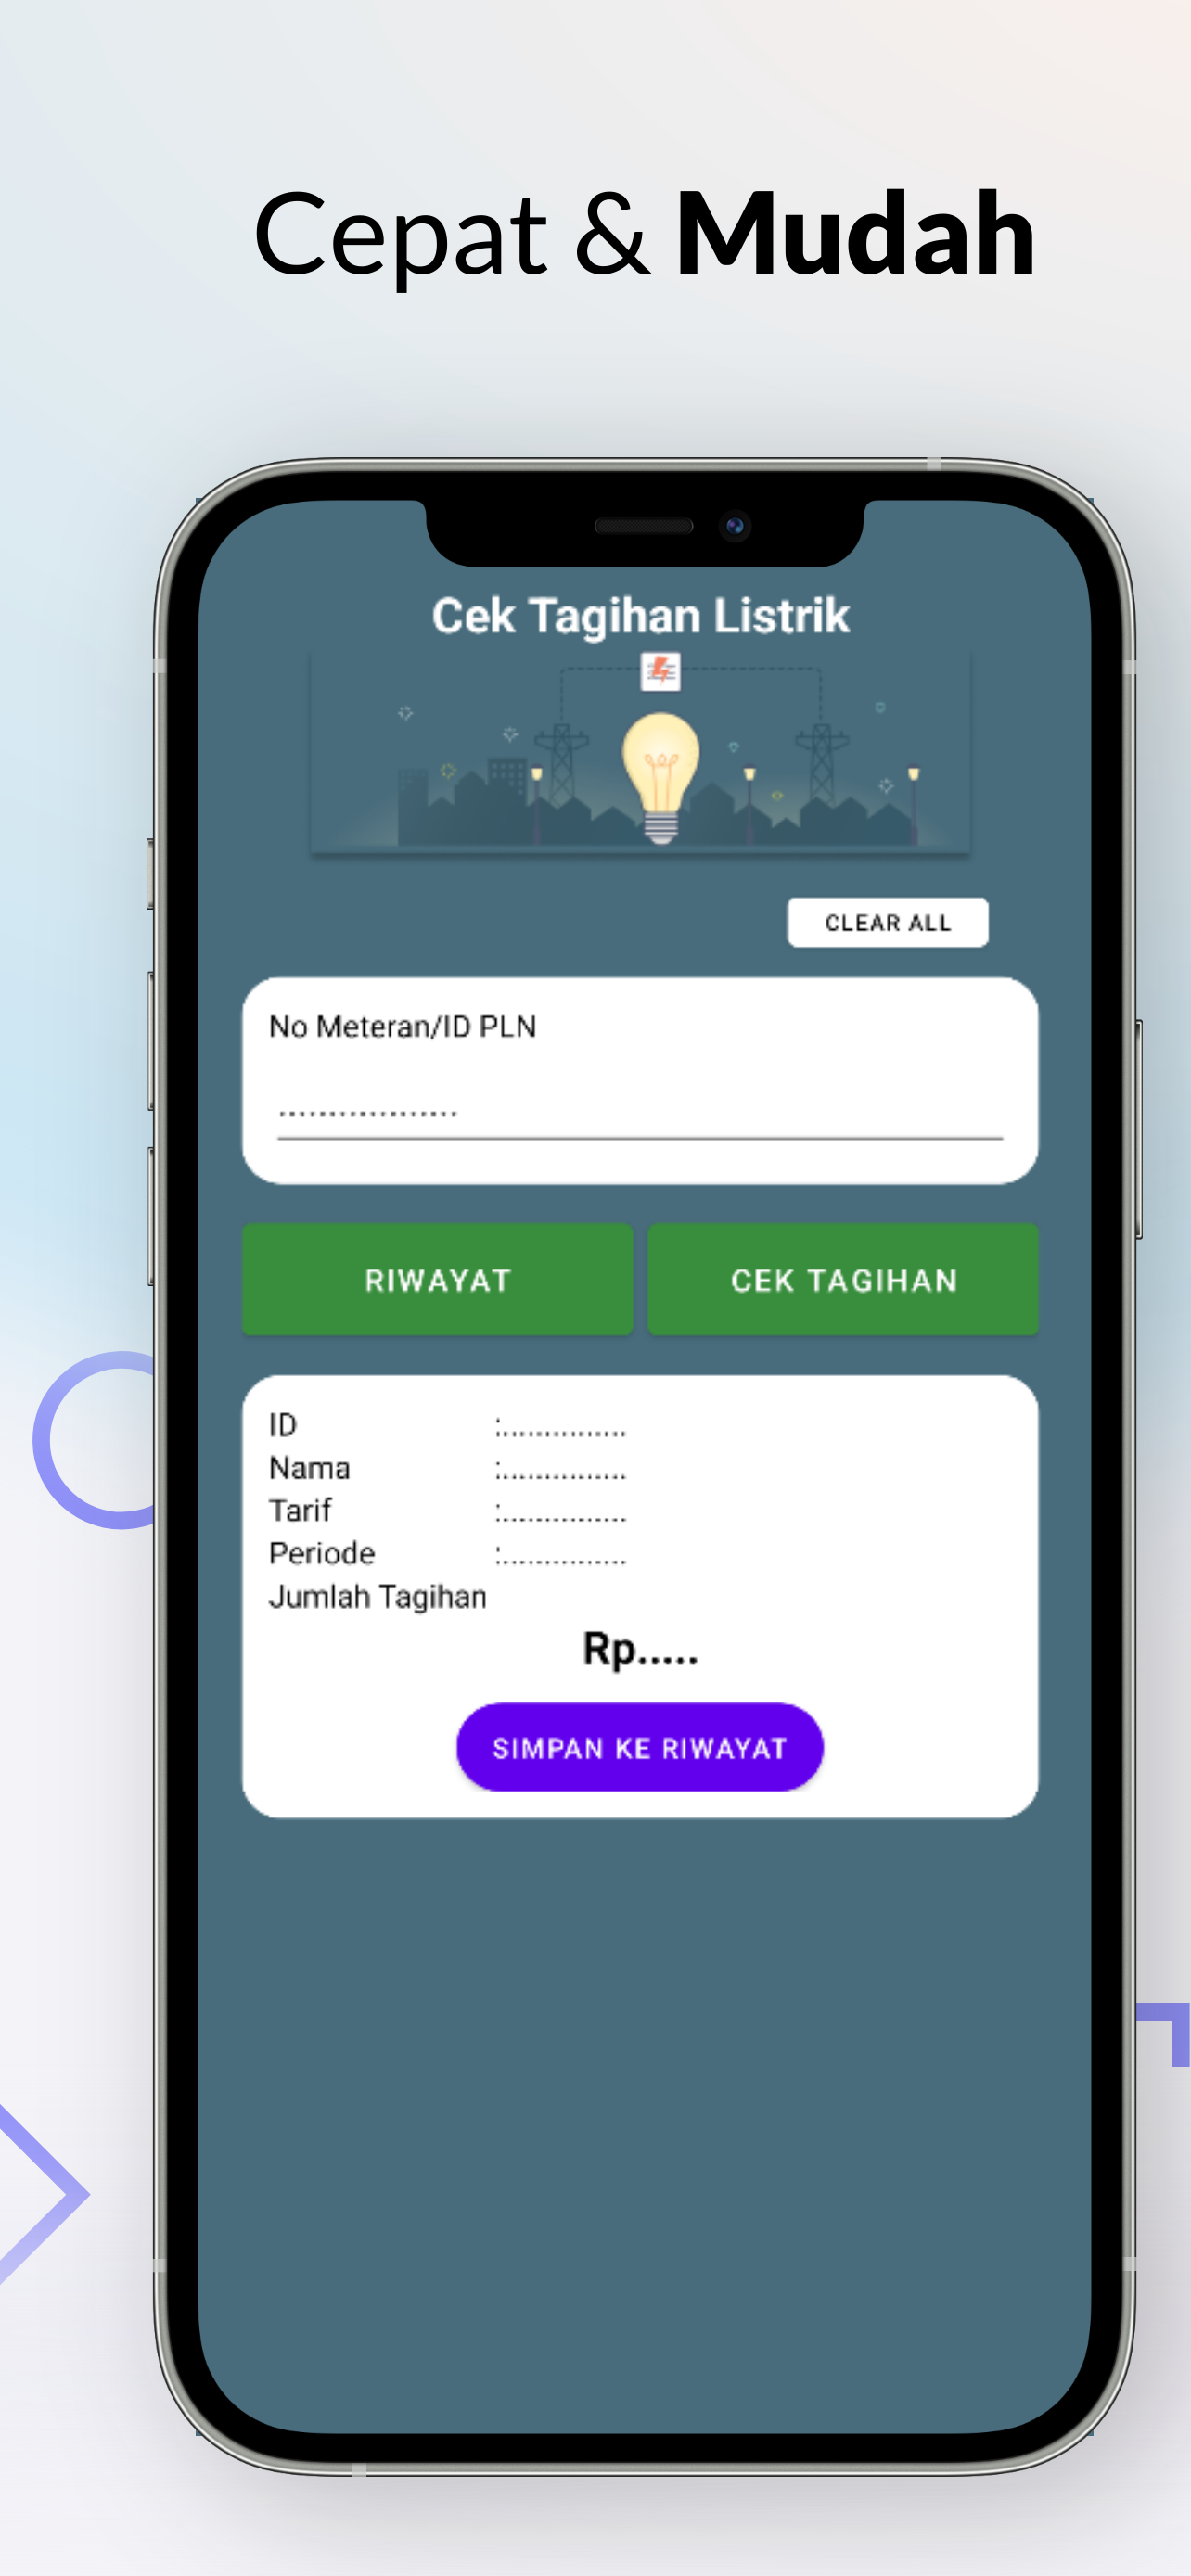 Cepat & Mudah
Cek Tagihan Listrik
CLEAR ALL
No Meteran/ID PLN
..................
RIWAYAT
CEK TAGIHAN
ID :...............
Nama :...............
Tarif :...............
Periode :...............
Jumlah Tagihan
Rp.....
SIMPAN KE RIWAYAT